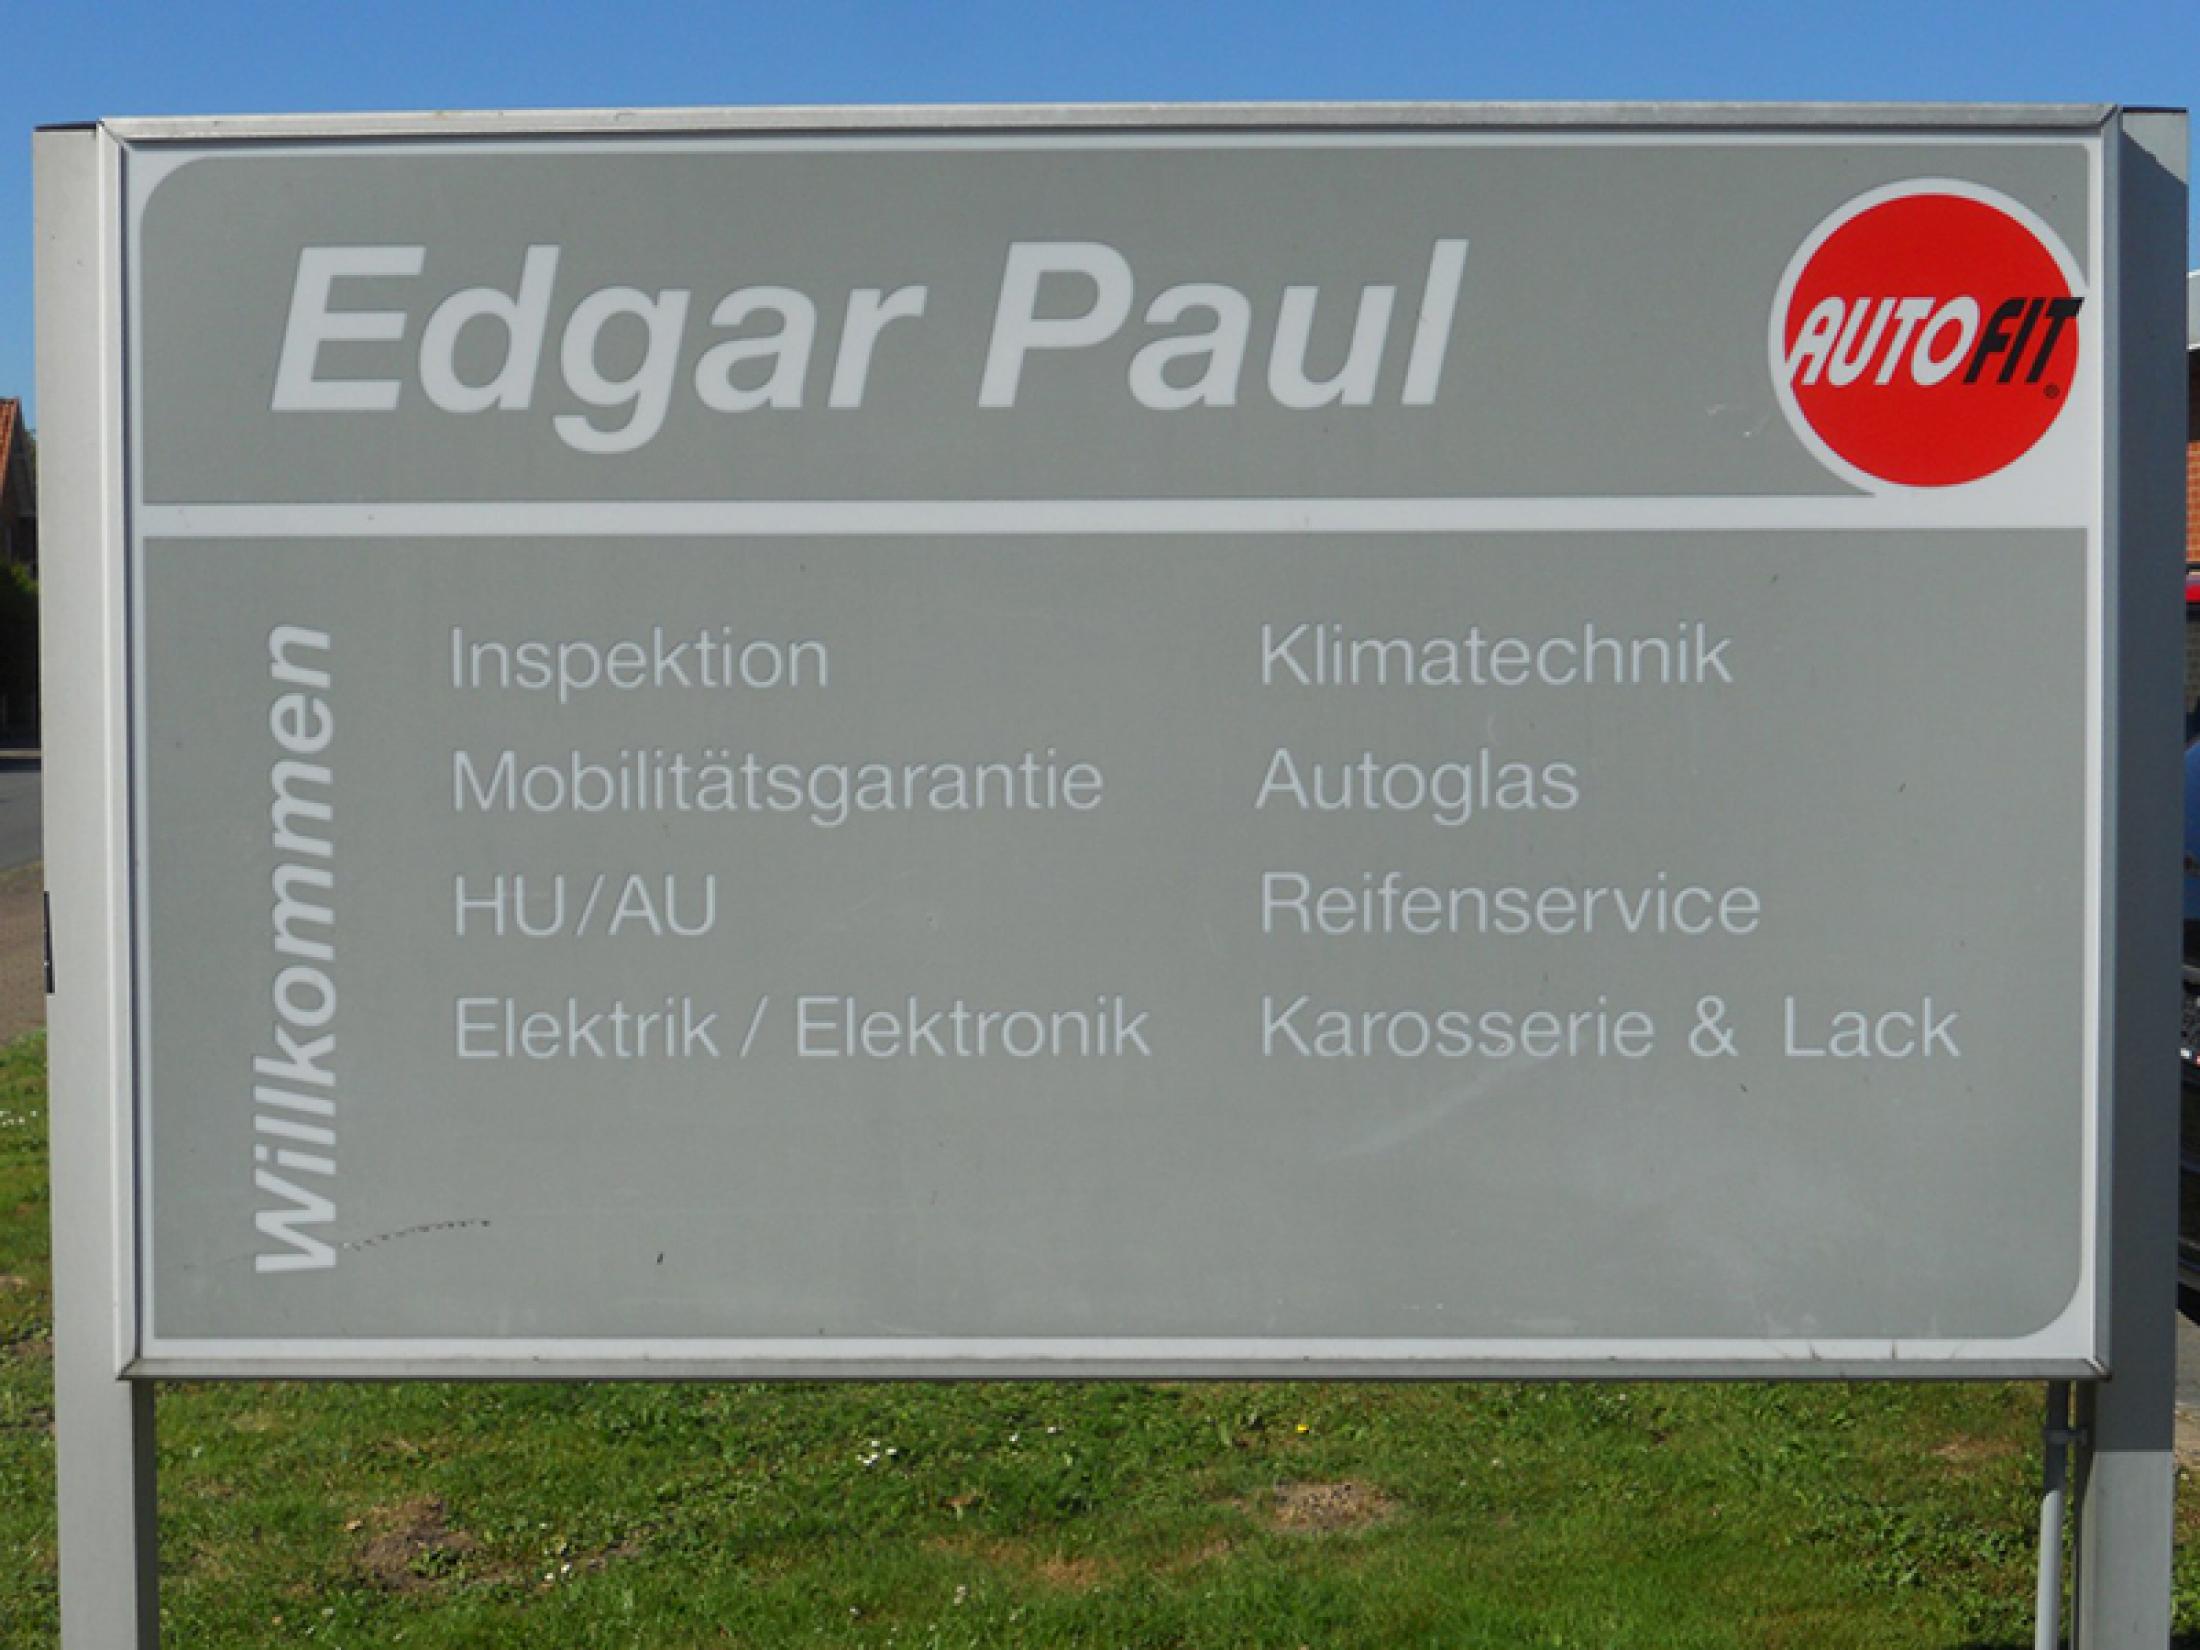 Edgar Paul
AUTOFIT®
Willkommen
Inspektion
Mobilitätsgarantie
HU/AU
Elektrik / Elektronik
Klimatechnik
Autoglas
Reifenservice
Karosserie & Lack